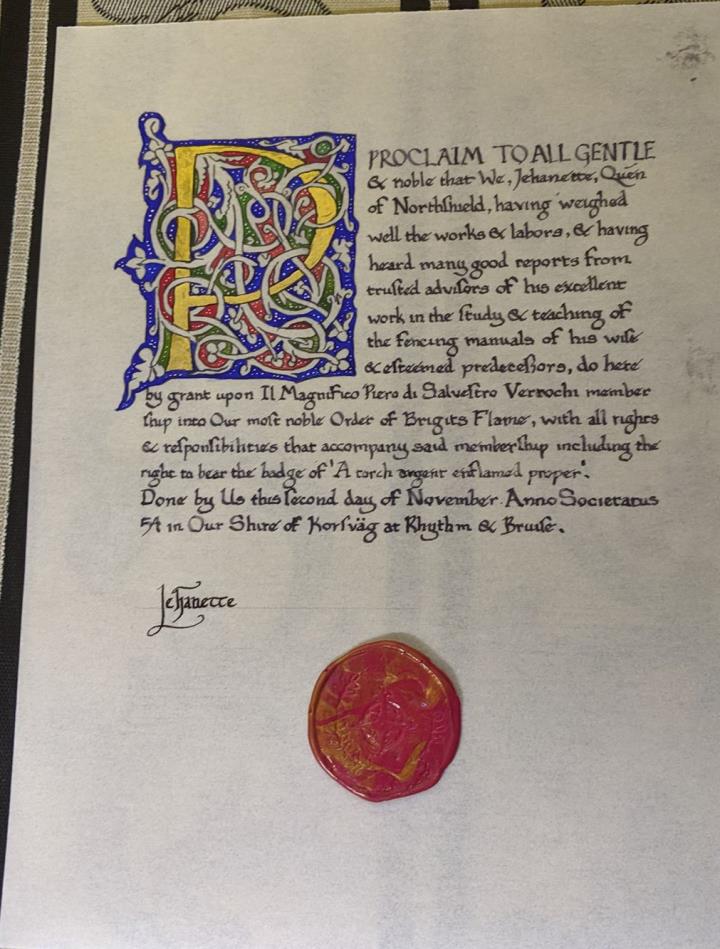 P
PROCLAIM TO ALL GENTLE
& noble that We, Jehanette, Quen
of Northſhield, having weighed
well the works & labors, & having
heard many good reports from
truſted adviſors of his excellent
work in the ſtudy & teaching of
the fencing manuals of his wiſe
& eſteemed predeceßors, do here
by grant upon Il Magnifico Piero di Salveſtro Verrochi member
ſhip into Our moſt noble Order of Brigits Flame, with all rights
& reſponſibilities that accompany said memberſhip including the
right to bear the badge of 'A torch argent enflamed proper'.
Done by Us this ſecond day of November Anno Societatus
54 in Our Shire of Korſväg at Rhythm & Bruiſe.
Jehanette